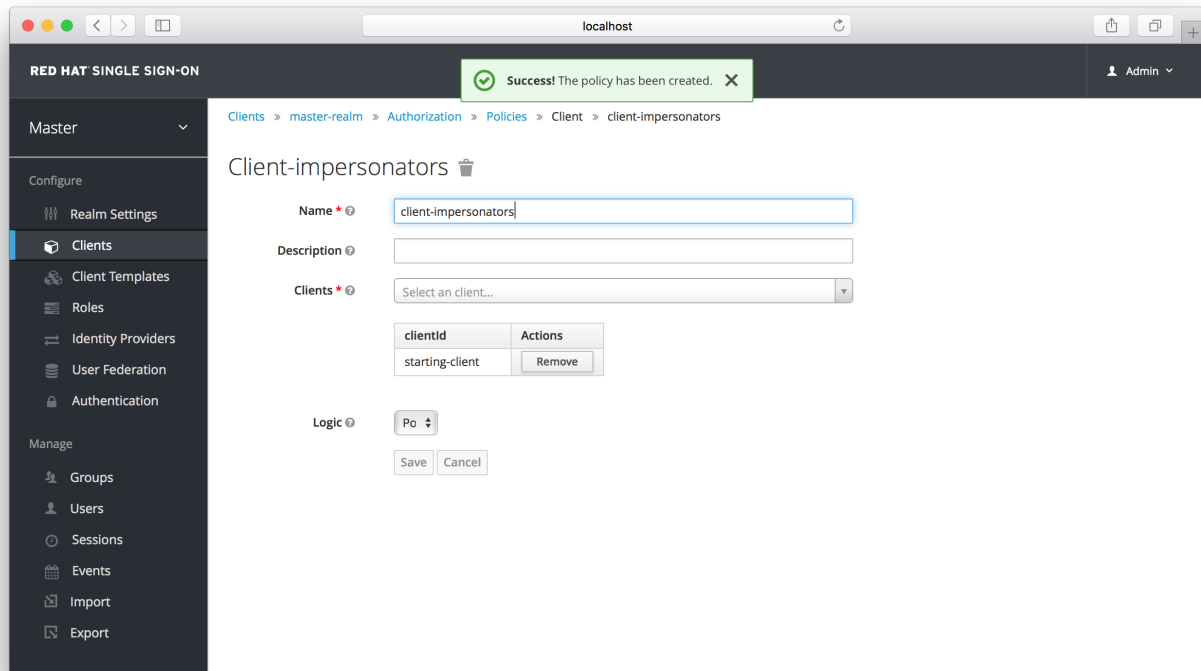 localhost
RED HAT SINGLE SIGN-ON
Success! The policy has been created.
Admin
Master
Clients » master-realm » Authorization » Policies » Client » client-impersonators
Client-impersonators
Configure
Realm Settings
Clients
Client Templates
Roles
Identity Providers
User Federation
Authentication
Manage
Groups
Users
Sessions
Events
Import
Export
Name *
client-impersonators
Description
Clients *
Select an client...
clientId Actions
starting-client Remove
Logic
Po
Save Cancel